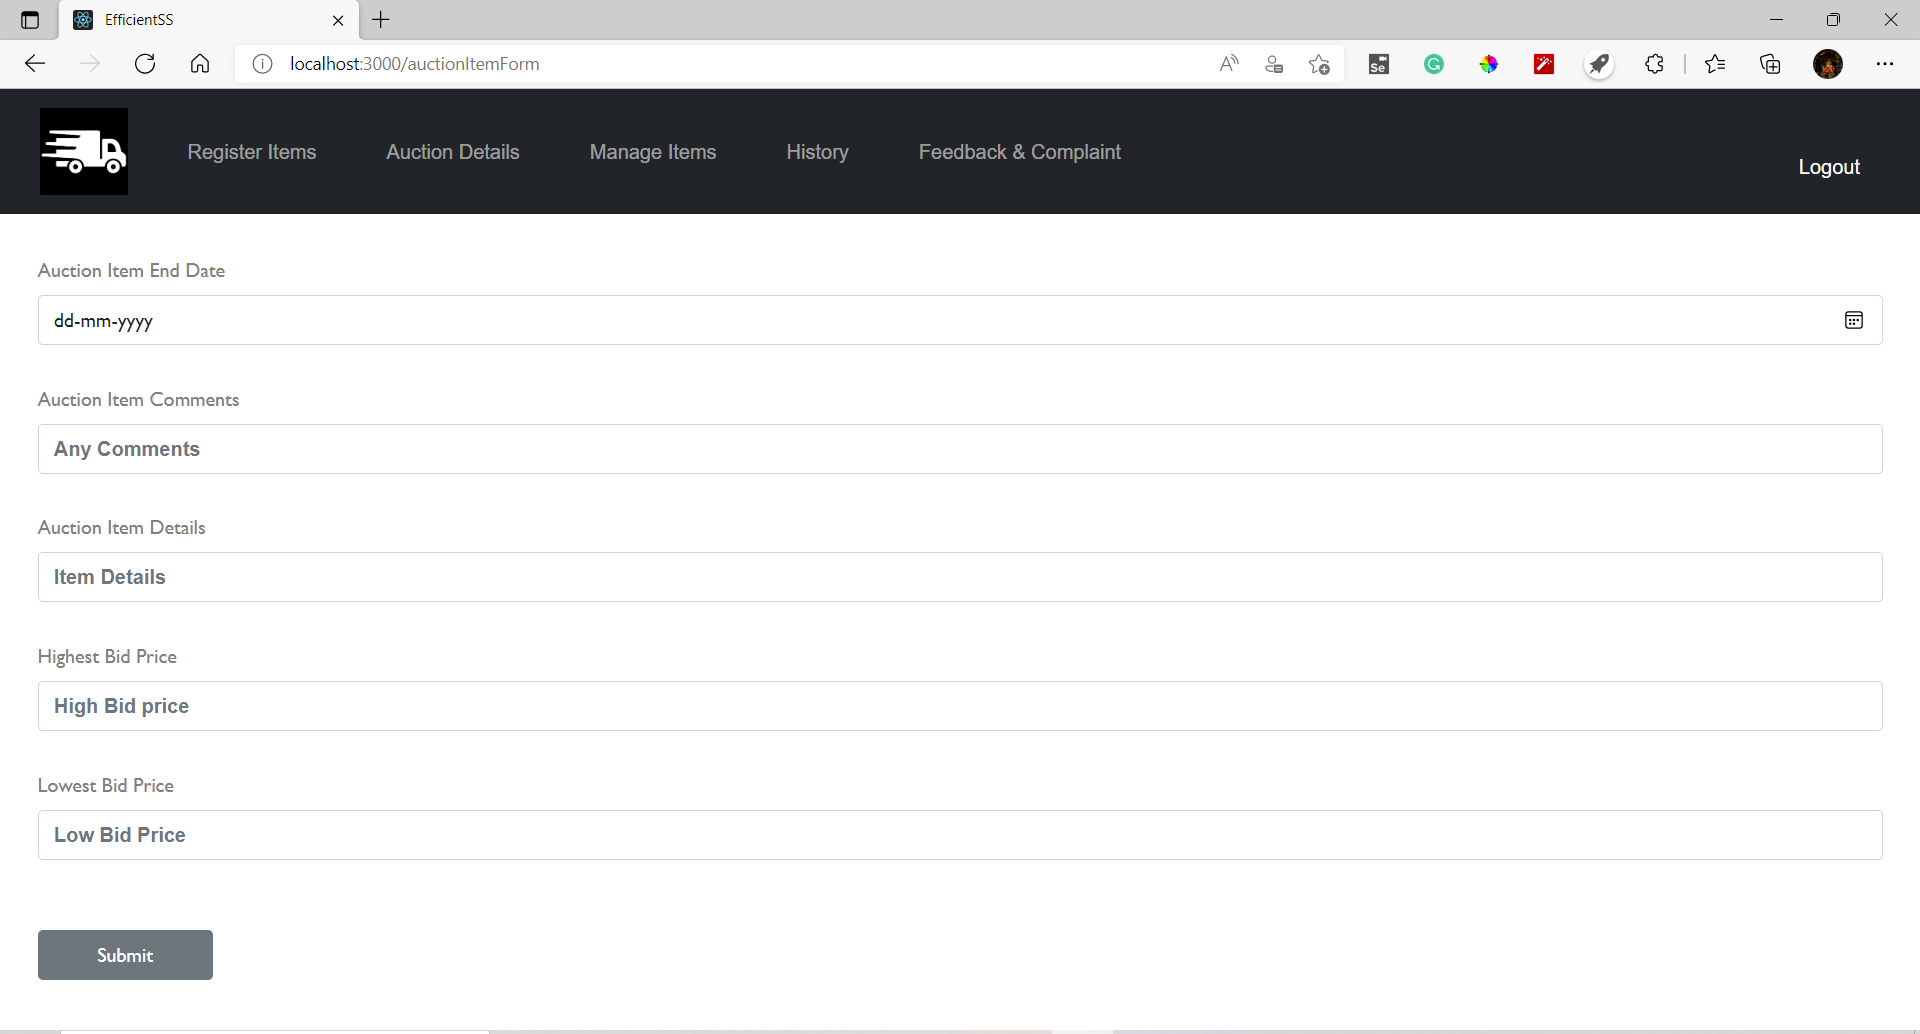 EfficientSS
localhost:3000/auctionItemForm
Se
Register Items
Auction Details
Manage Items
History
Feedback & Complaint
Logout
Auction Item End Date
dd-mm-yyyy
Auction Item Comments
Any Comments
Auction Item Details
Item Details
Highest Bid Price
High Bid price
Lowest Bid Price
Low Bid Price
Submit